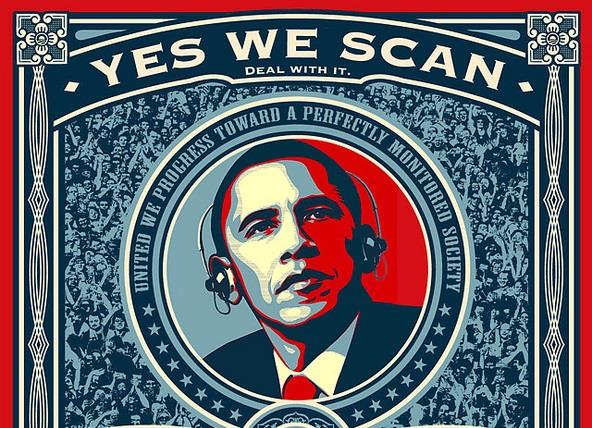 YES WE SCAN
DEAL WITH IT.
UNITED WE PROGRESS TOWARD A PERFECTLY MONITORED SOCIETY